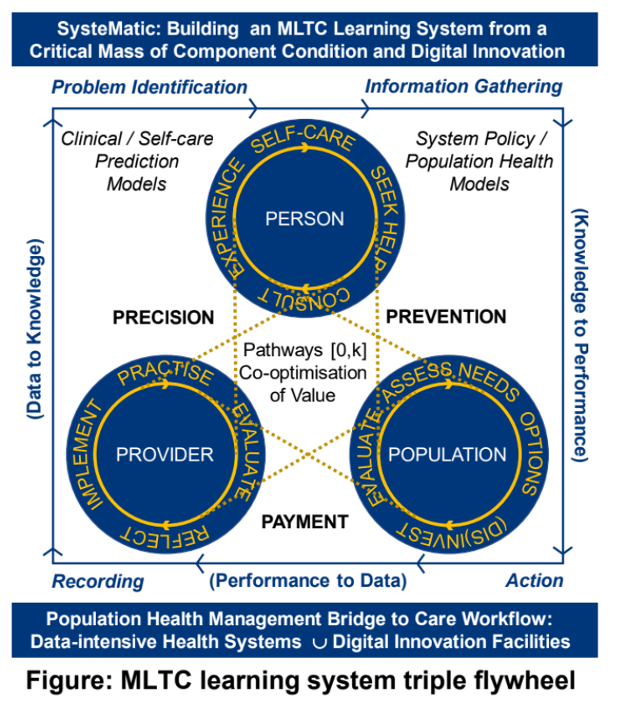 SysteMatic: Building an MLTC Learning System from a
Critical Mass of Component Condition and Digital Innovation
Problem Identification
Information Gathering
Clinical / Self-care
Prediction
Models
System Policy /
Population Health
Models
EXPERIENCE SELF-CARE SEEK HELP CONSULT
PERSON
(Data to Knowledge)
(Knowledge to Performance)
PRECISION
PREVENTION
Pathways [0,k]
Co-optimisation
of Value
IMPLEMENT PRACTISE EVALUATE REFLECT
PROVIDER
EVALUATE ASSESS NEEDS OPTIONS (DIS)INVEST
POPULATION
PAYMENT
Recording
(Performance to Data)
Action
Population Health Management Bridge to Care Workflow:
Data-intensive Health Systems ∪ Digital Innovation Facilities
Figure: MLTC learning system triple flywheel